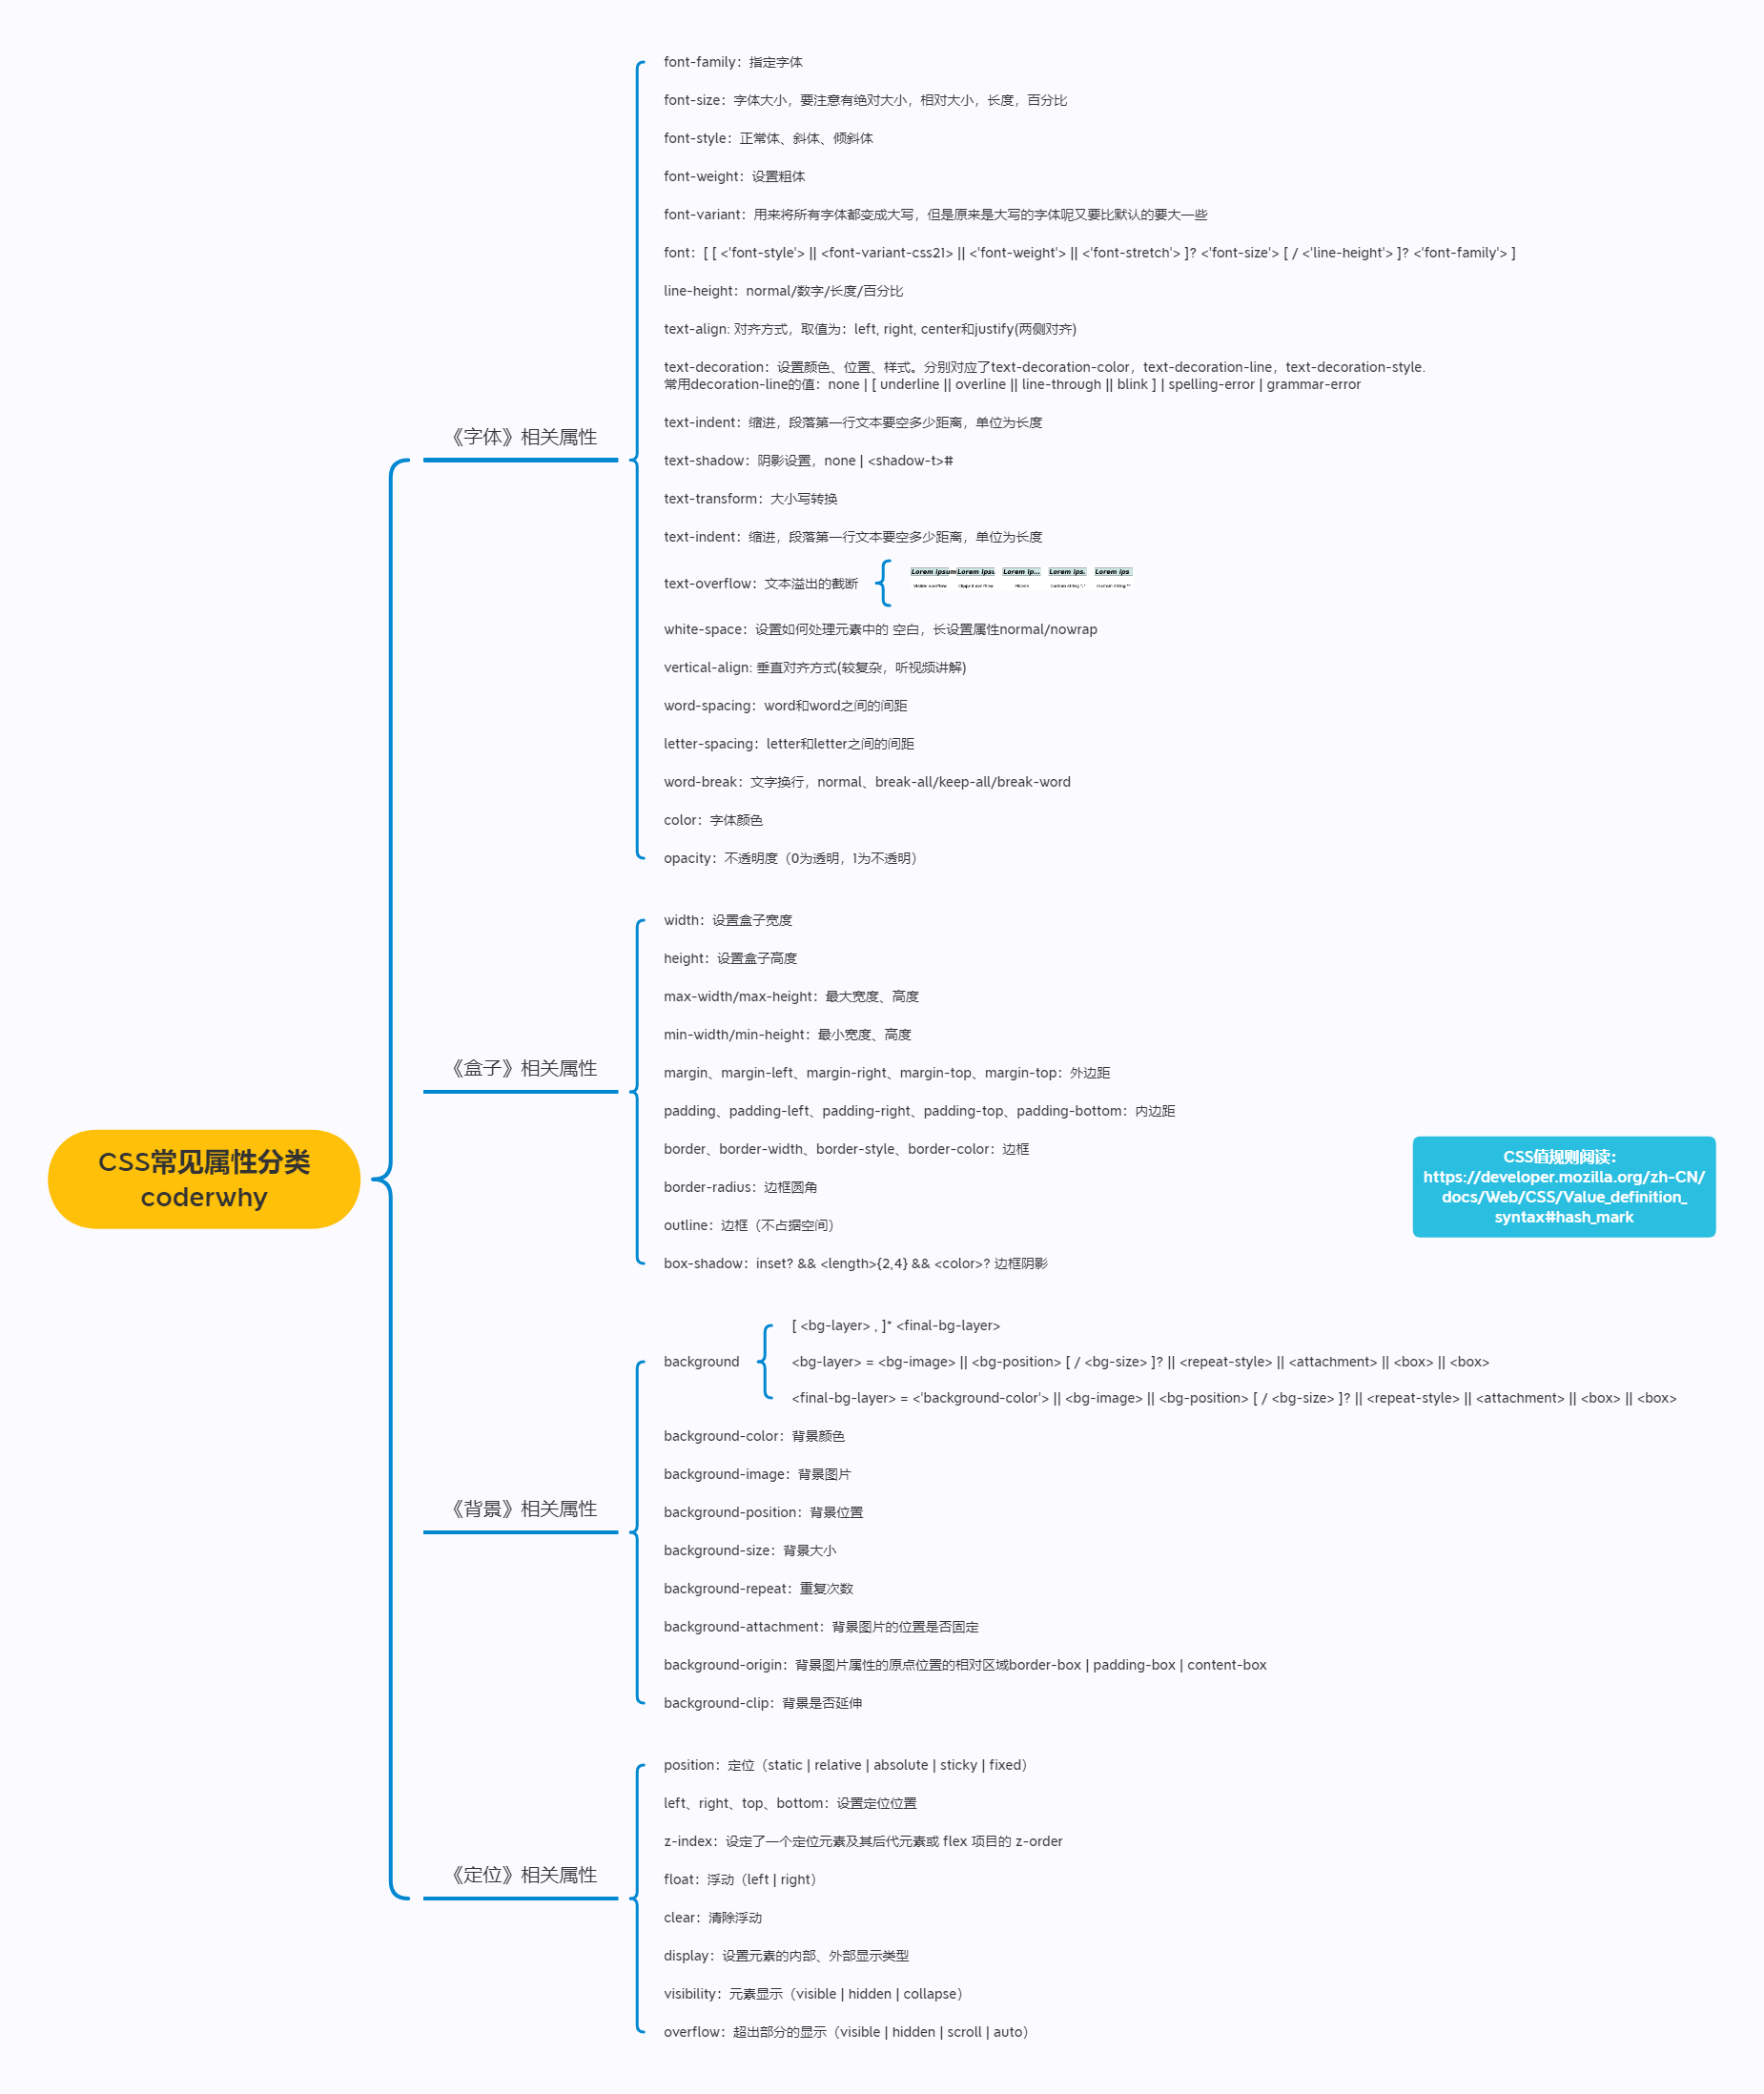 CSS常见属性分类
coderwhy
《字体》相关属性
font-family：指定字体
font-size：字体大小，要注意有绝对大小，相对大小，长度，百分比
font-style：正常体、斜体、倾斜体
font-weight：设置粗体
font-variant：用来将所有字体都变成大写，但是原来是大写的字体呢又要比默认的要大一些
font：[ [ <'font-style'> || <font-variant-css21> || <'font-weight'> || <'font-stretch'> ]? <'font-size'> [ / <'line-height'> ]? <'font-family'> ]
line-height：normal/数字/长度/百分比
text-align: 对齐方式，取值为：left, right, center和justify(两侧对齐)
text-decoration：设置颜色、位置、样式。分别对应了text-decoration-color，text-decoration-line，text-decoration-style.
常用decoration-line的值：none | [ underline || overline || line-through || blink ] | spelling-error | grammar-error
text-indent：缩进，段落第一行文本要空多少距离，单位为长度
text-shadow：阴影设置，none | <shadow-t>#
text-transform：大小写转换
text-indent：缩进，段落第一行文本要空多少距离，单位为长度
text-overflow：文本溢出的截断
Lorem ipsum Lorem ipsu Lorem ip... Lorem ips. Lorem ips
white-space：设置如何处理元素中的 空白，长设置属性normal/nowrap
vertical-align: 垂直对齐方式(较复杂，听视频讲解)
word-spacing：word和word之间的间距
letter-spacing：letter和letter之间的间距
word-break：文字换行，normal、break-all/keep-all/break-word
color：字体颜色
opacity：不透明度（0为透明，1为不透明）
《盒子》相关属性
width：设置盒子宽度
height：设置盒子高度
max-width/max-height：最大宽度、高度
min-width/min-height：最小宽度、高度
margin、margin-left、margin-right、margin-top、margin-top：外边距
padding、padding-left、padding-right、padding-top、padding-bottom：内边距
border、border-width、border-style、border-color：边框
border-radius：边框圆角
outline：边框（不占据空间）
box-shadow：inset? && <length>{2,4} && <color>? 边框阴影
CSS值规则阅读：
https://developer.mozilla.org/zh-CN/
docs/Web/CSS/Value_definition_
syntax#hash_mark
《背景》相关属性
background
[ <bg-layer> , ]* <final-bg-layer>
<bg-layer> = <bg-image> || <bg-position> [ / <bg-size> ]? || <repeat-style> || <attachment> || <box> || <box>
<final-bg-layer> = <'background-color'> || <bg-image> || <bg-position> [ / <bg-size> ]? || <repeat-style> || <attachment> || <box> || <box>
background-color：背景颜色
background-image：背景图片
background-position：背景位置
background-size：背景大小
background-repeat：重复次数
background-attachment：背景图片的位置是否固定
background-origin：背景图片属性的原点位置的相对区域border-box | padding-box | content-box
background-clip：背景是否延伸
《定位》相关属性
position：定位（static | relative | absolute | sticky | fixed）
left、right、top、bottom：设置定位位置
z-index：设定了一个定位元素及其后代元素或 flex 项目的 z-order
float：浮动（left | right）
clear：清除浮动
display：设置元素的内部、外部显示类型
visibility：元素显示（visible | hidden | collapse）
overflow：超出部分的显示（visible | hidden | scroll | auto）